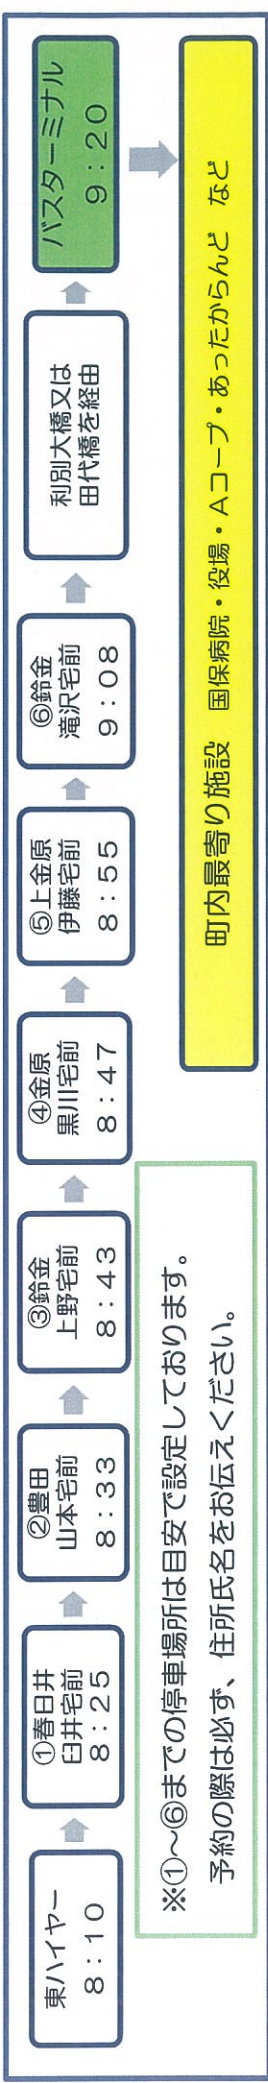 東ハイヤー
8：10
①春日井
臼井宅前
8：25
②豊田
山本宅前
8：33
③鈴金
上野宅前
8：43
④金原
黒川宅前
8：47
⑤上金原
伊藤宅前
8：55
⑥鈴金
滝沢宅前
9：08
利別大橋又は
田代橋を経由
バスターミナル
9：20
※①～⑥までの停車場所は目安で設定しております。
予約の際は必ず、住所氏名をお伝えください。
町内最寄り施設　国保病院・役場・Aコープ・あったからんど　など